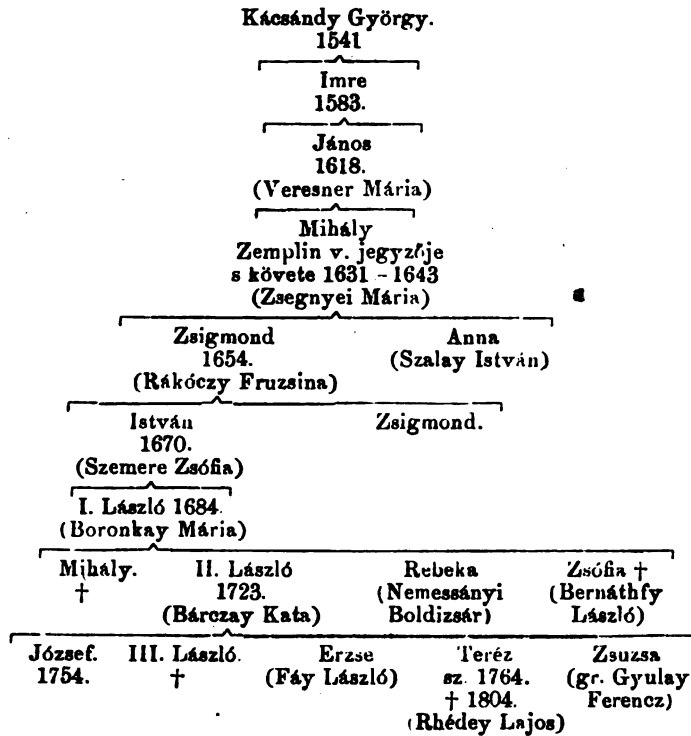 Kácsándy György.
1541
Imre
1583.
János
1618.
(Veresner Mária)
Mihály
Zemplin v. jegyzője
s követe 1631 - 1643
(Zsegnyei Mária)
Zsigmond Anna
1654. (Szalay István)
(Rákóczy Fruzsina)
István Zsigmond.
1670.
(Szemere Zsófia)
I. László 1684.
(Boronkay Mária)
Mihály. II. László Rebeka Zsófia †
† 1723. (Nemessányi (Bernáthfy
(Bárczay Kata) Boldizsár) László)
József. III. László. Erzse Teréz Zsuzsa
1754. † (Fáy László) sz. 1764. (gr. Gyulay
† 1804. Ferencz)
(Rhédey Lajos)